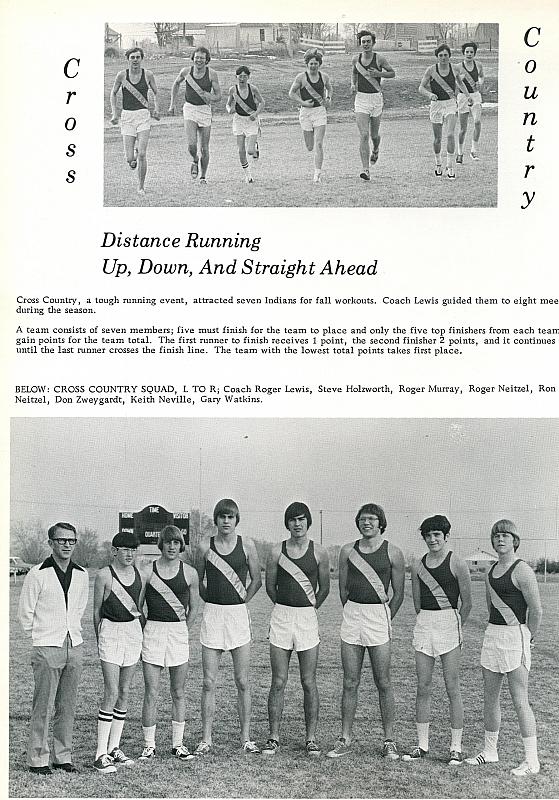 Cross
Country
Distance Running
Up, Down, And Straight Ahead
Cross Country, a tough running event, attracted seven Indians for fall workouts. Coach Lewis guided them to eight mee
during the season.
A team consists of seven members; five must finish for the team to place and only the five top finishers from each team
gain points for the team total. The first runner to finish receives 1 point, the second finisher 2 points, and it continues
until the last runner crosses the finish line. The team with the lowest total points takes first place.
BELOW: CROSS COUNTRY SQUAD, L TO R; Coach Roger Lewis, Steve Holzworth, Roger Murray, Roger Neitzel, Ron
Neitzel, Don Zweygardt, Keith Neville, Gary Watkins.
HOME TIME VISITOR
DOWN QUARTER GO